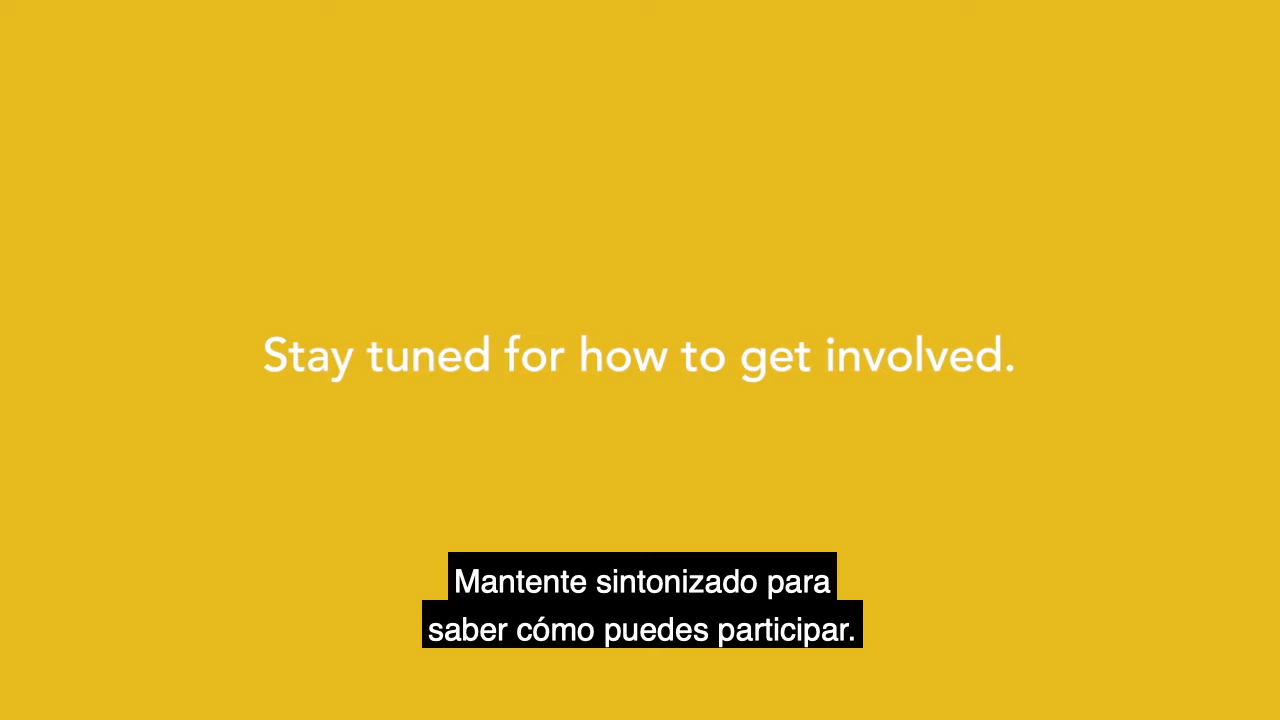 Stay tuned for how to get involved.
Mantente sintonizado para
saber cómo puedes participar.